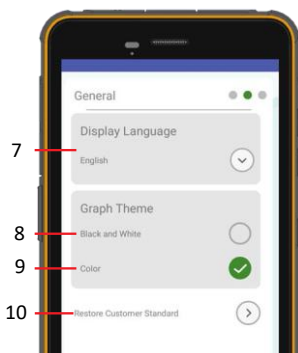 General
Display Language
7
English
Graph Theme
8 Black and White
9 Color
10 Restore Customer Standard